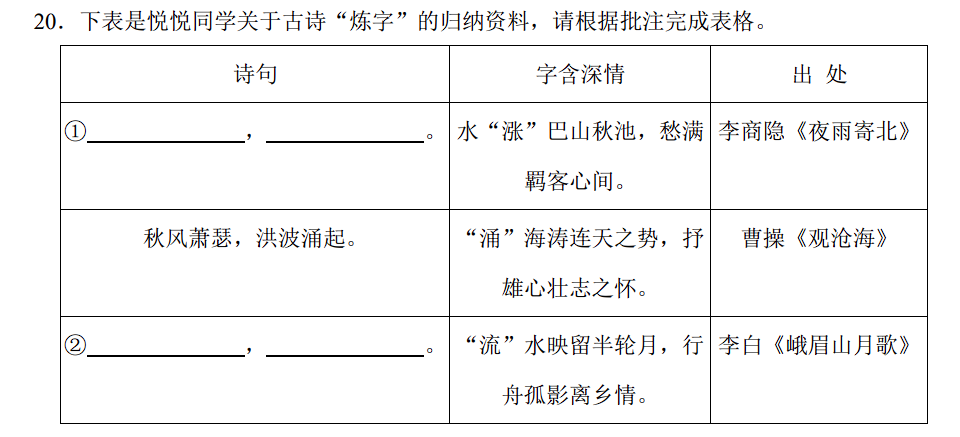 20．下表是悦悦同学关于古诗“炼字”的归纳资料，请根据批注完成表格。
诗句 字含深情 出 处
①______________，______________。 水“涨”巴山秋池，愁满 李商隐《夜雨寄北》
羁客心间。
秋风萧瑟，洪波涌起。 “涌”海涛连天之势，抒 曹操《观沧海》
雄心壮志之怀。
②______________，______________。 “流”水映留半轮月，行 李白《峨眉山月歌》
舟孤影离乡情。